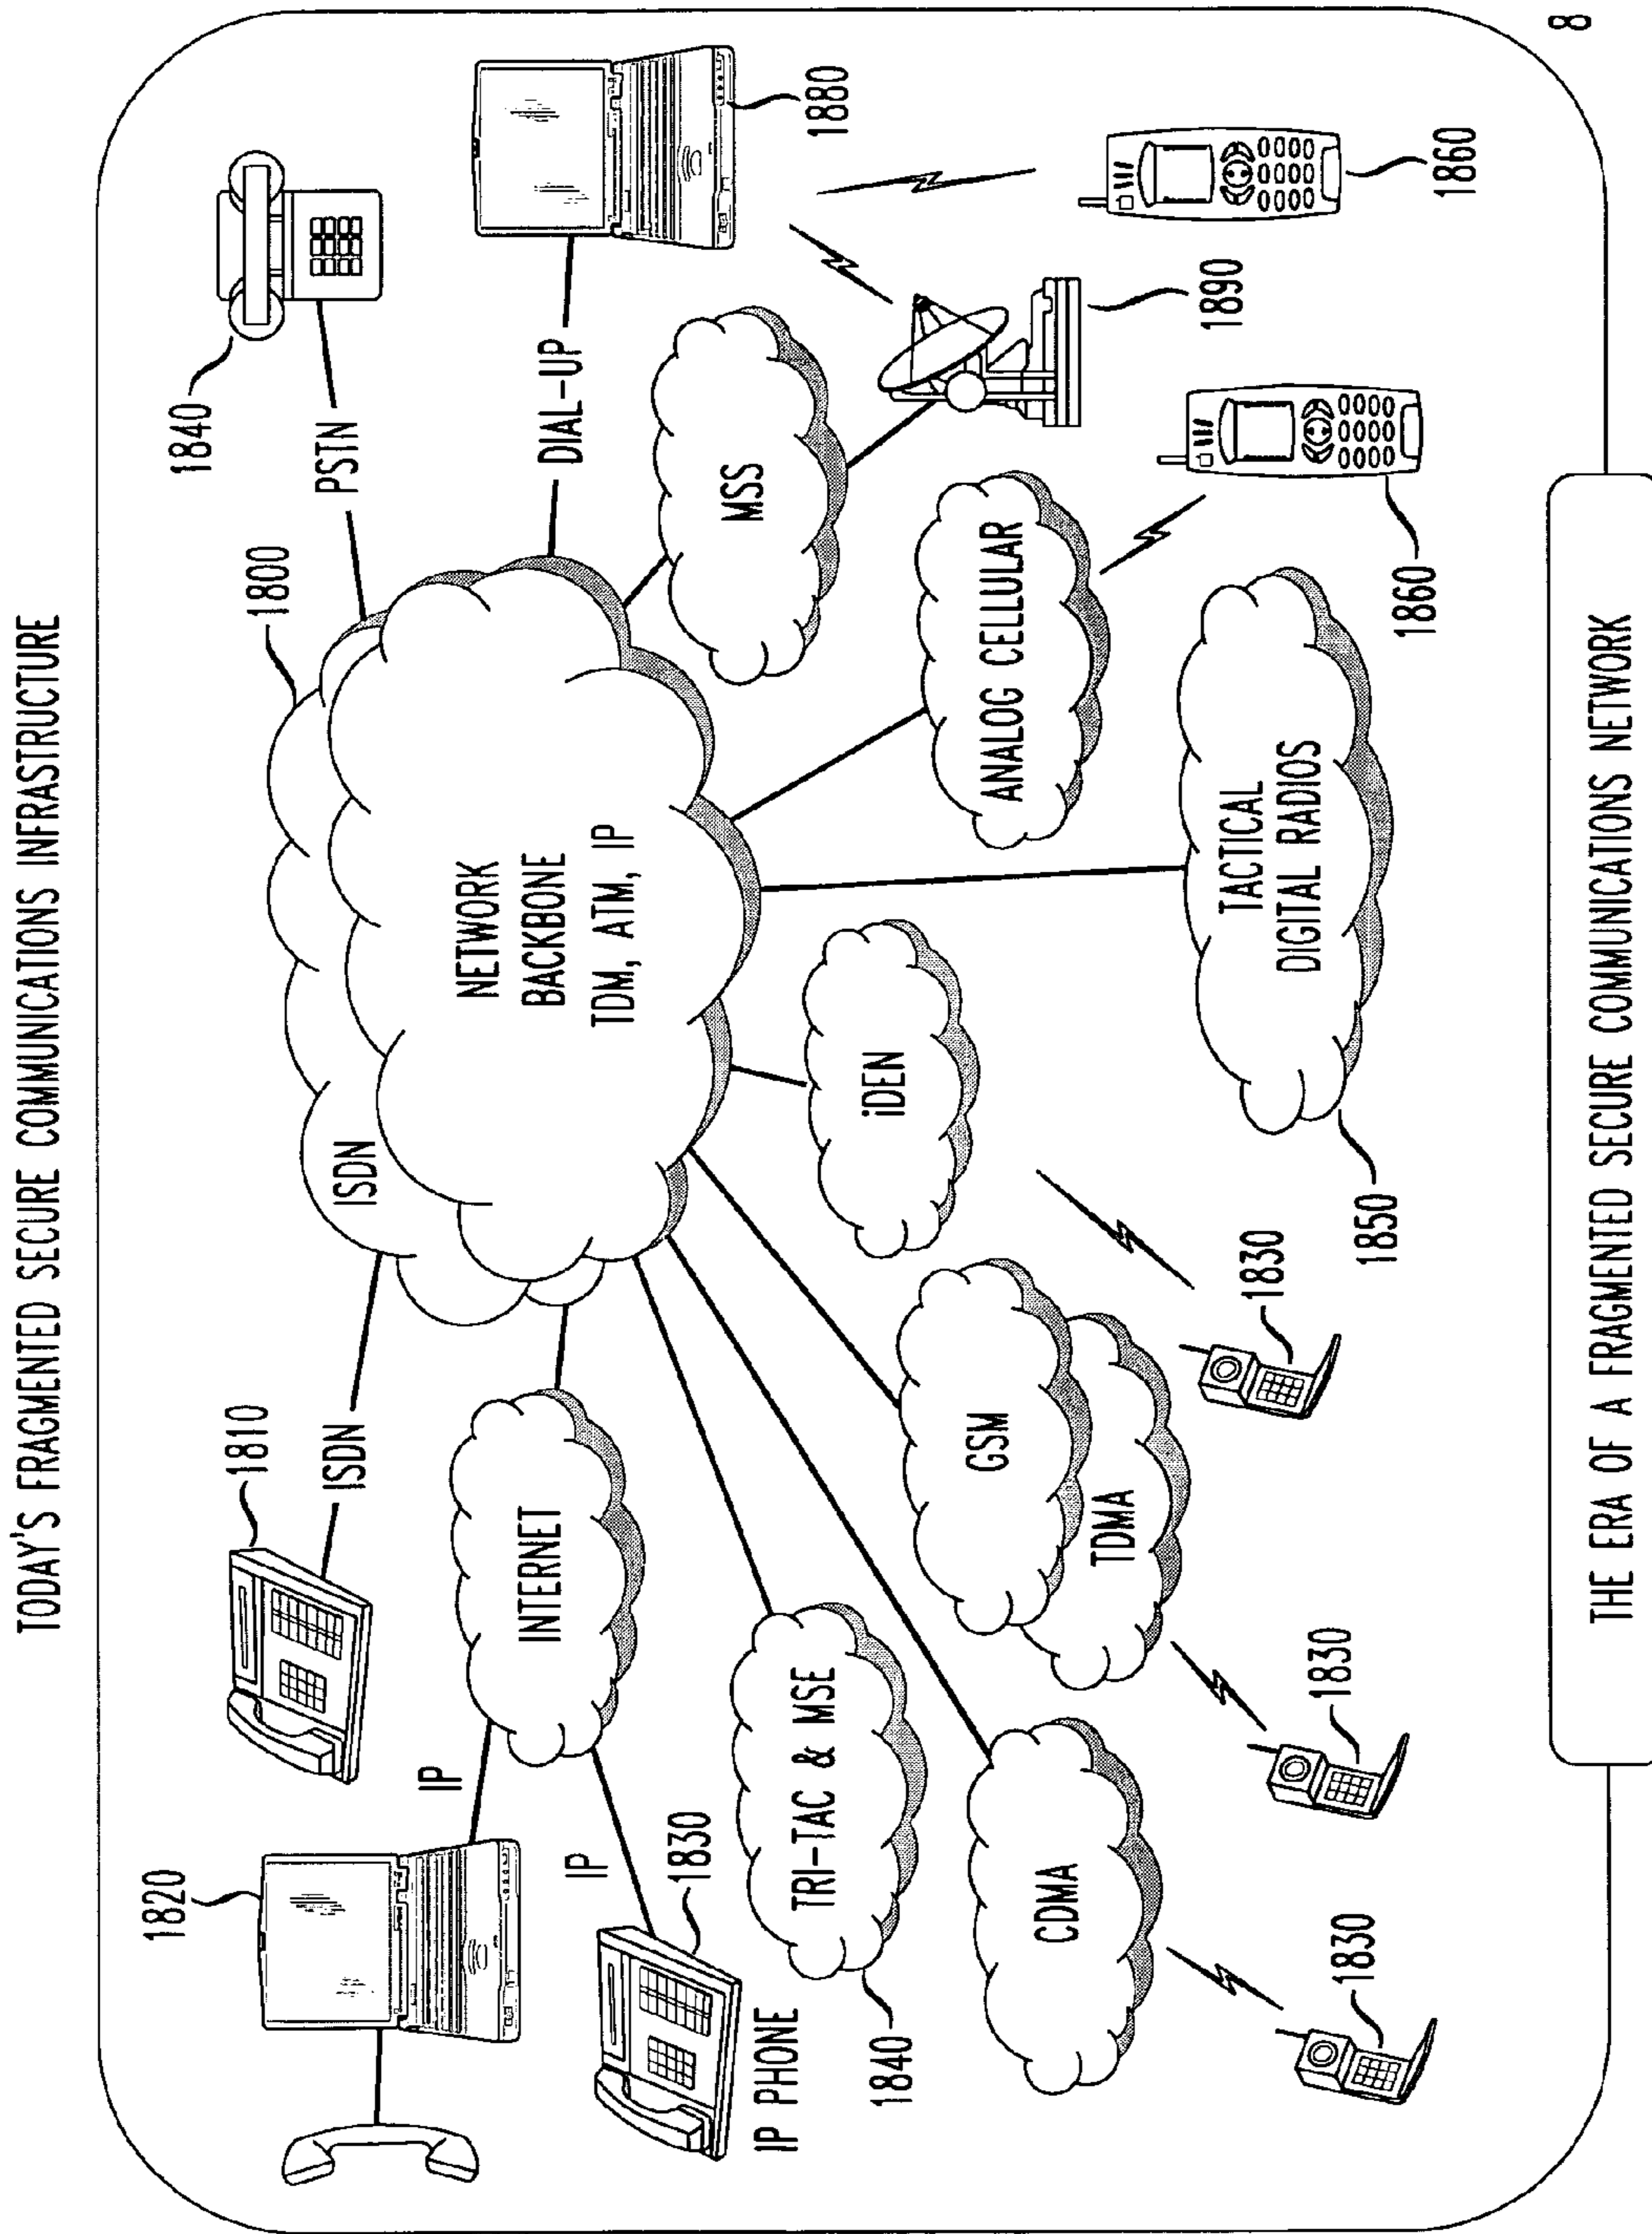 TODAY'S FRAGMENTED SECURE COMMUNICATIONS INFRASTRUCTURE
1820
1810
1800
1840
ISDN
ISDN
PSTN
IP
IP
INTERNET
NETWORK
BACKBONE
TDM, ATM, IP
DIAL-UP
1880
1830
IP PHONE
TRI-TAC & MSE
1840
MSS
iDEN
GSM
TDMA
CDMA
ANALOG CELLULAR
1890
TACTICAL
DIGITAL RADIOS
1830
1830
1830
1850
1860
1860
THE ERA OF A FRAGMENTED SECURE COMMUNICATIONS NETWORK
8